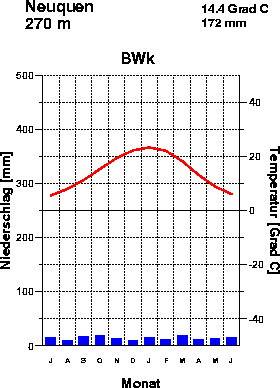 Neuquen
270 m
14.4 Grad C
172 mm
BWk
500
400
300
200
100
0
40
20
0
-20
-40
Niederschlag [mm]
Temperatur [Grad C]
J A S O N D J F M A M J
Monat